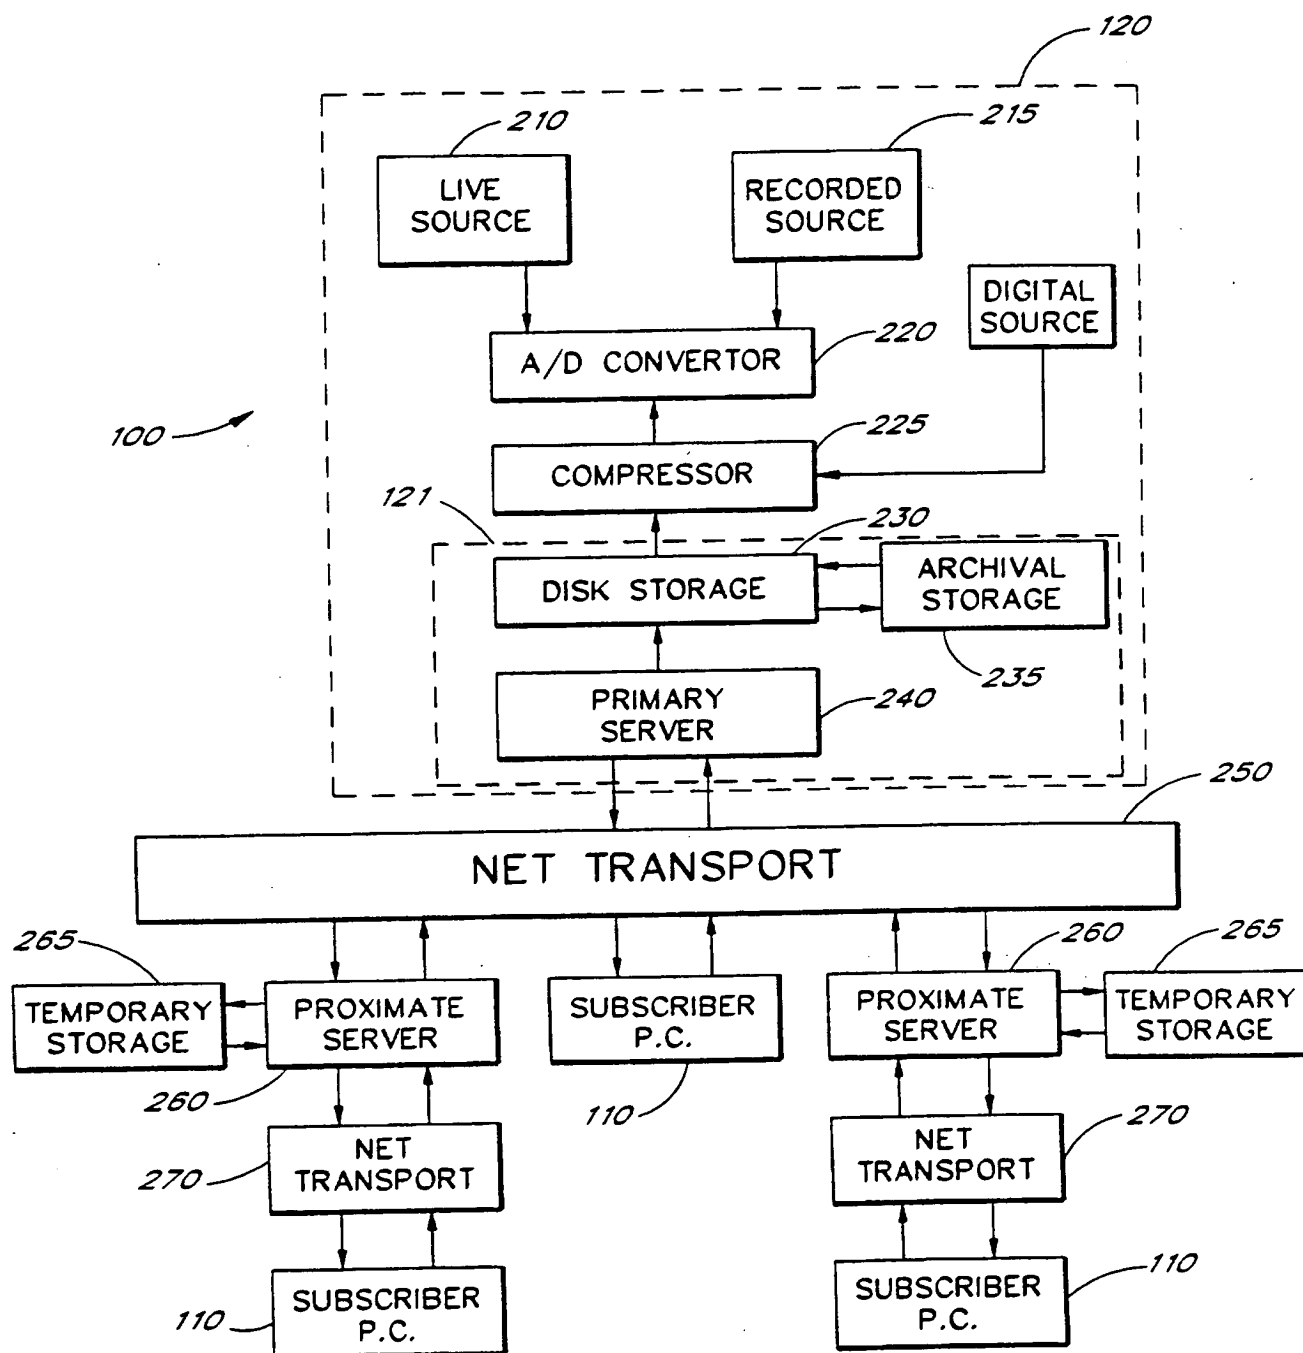 120
210
215
LIVE
SOURCE
RECORDED
SOURCE
DIGITAL
SOURCE
220
A/D CONVERTOR
100
225
COMPRESSOR
121
230
DISK STORAGE
ARCHIVAL
STORAGE
235
PRIMARY
SERVER
240
250
NET TRANSPORT
265
260
265
TEMPORARY
STORAGE
PROXIMATE
SERVER
SUBSCRIBER
P.C.
PROXIMATE
SERVER
TEMPORARY
STORAGE
260
110
270
NET
TRANSPORT
NET
TRANSPORT
270
110
SUBSCRIBER
P.C.
SUBSCRIBER
P.C.
110